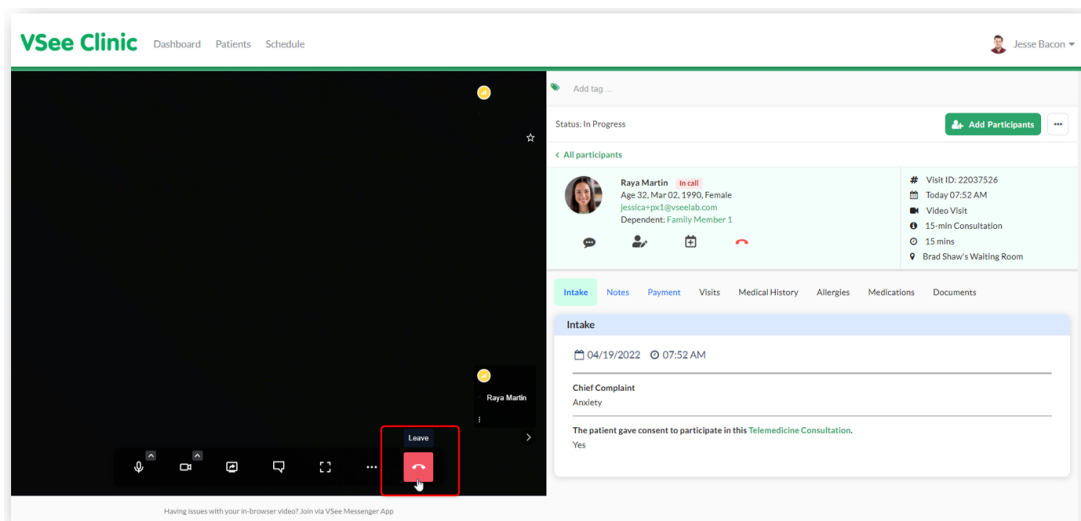 VSee Clinic Dashboard Patients Schedule Jesse Bacon
Add tag ...
Status: In Progress Add Participants
< All participants
Raya Martin In call
Age 32, Mar 02, 1990, Female
jessica+px1@vseelab.com
Dependent: Family Member 1
# Visit ID: 22037526
Today 07:52 AM
Video Visit
15-min Consultation
15 mins
Brad Shaw's Waiting Room
Intake Notes Payment Visits Medical History Allergies Medications Documents
Intake
04/19/2022 07:52 AM
Chief Complaint
Anxiety
The patient gave consent to participate in this Telemedicine Consultation.
Yes
Raya Martin
Leave
Having issues with your in-browser video? Join via VSee Messenger App